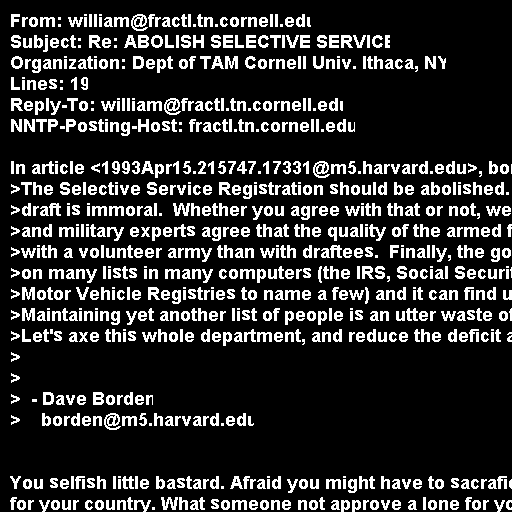 From: william@fractl.tn.cornell.edu
Subject: Re: ABOLISH SELECTIVE SERVICE
Organization: Dept of TAM Cornell Univ. Ithaca, NY
Lines: 19
Reply-To: william@fractl.tn.cornell.edu
NNTP-Posting-Host: fractl.tn.cornell.edu

In article <1993Apr15.215747.17331@m5.harvard.edu>,
>The Selective Service Registration should be abolished.
>draft is immoral.  Whether you agree with that or not, we
>and military experts agree that the quality of the armed
>with a volunteer army than with draftees.  Finally, the
>on many lists in many computers (the IRS, Social
>Motor Vehicle Registries to name a few) and it can find
>Maintaining yet another list of people is an utter waste
>Let's axe this whole department, and reduce the deficit
>
>
>  - Dave Borden
>    borden@m5.harvard.edu

You selfish little bastard. Afraid you might have to
for your country. What someone not approve a lone for